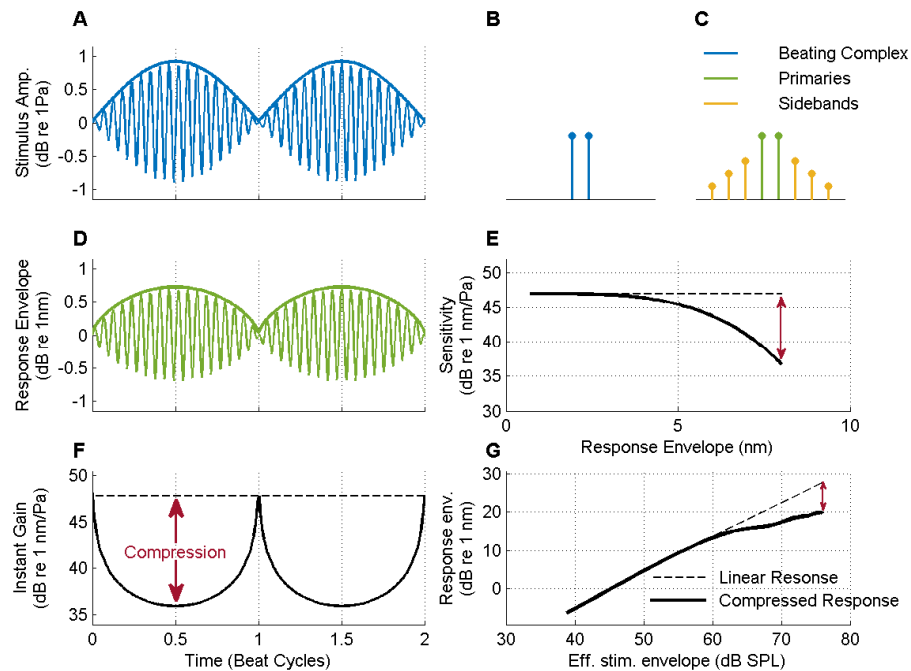 A
B
C
Stimulus Amp.
(dB re 1Pa)
1
0.5
0
-0.5
-1
Beating Complex
Primaries
Sidebands
D
Response Envelope
(dB re 1nm)
1
0.5
0
-0.5
-1
E
Sensitivity
(dB re 1 nm/Pa)
50
45
40
35
30
0
5
10
Response Envelope (nm)
F
Instant Gain
(dB re 1 nm/Pa)
50
45
40
35
Compression
0
0.5
1
1.5
2
Time (Beat Cycles)
G
Response env.
(dB re 1 nm)
30
20
10
0
Linear Resonse
Compressed Response
30
40
50
60
70
80
Eff. stim. envelope (dB SPL)